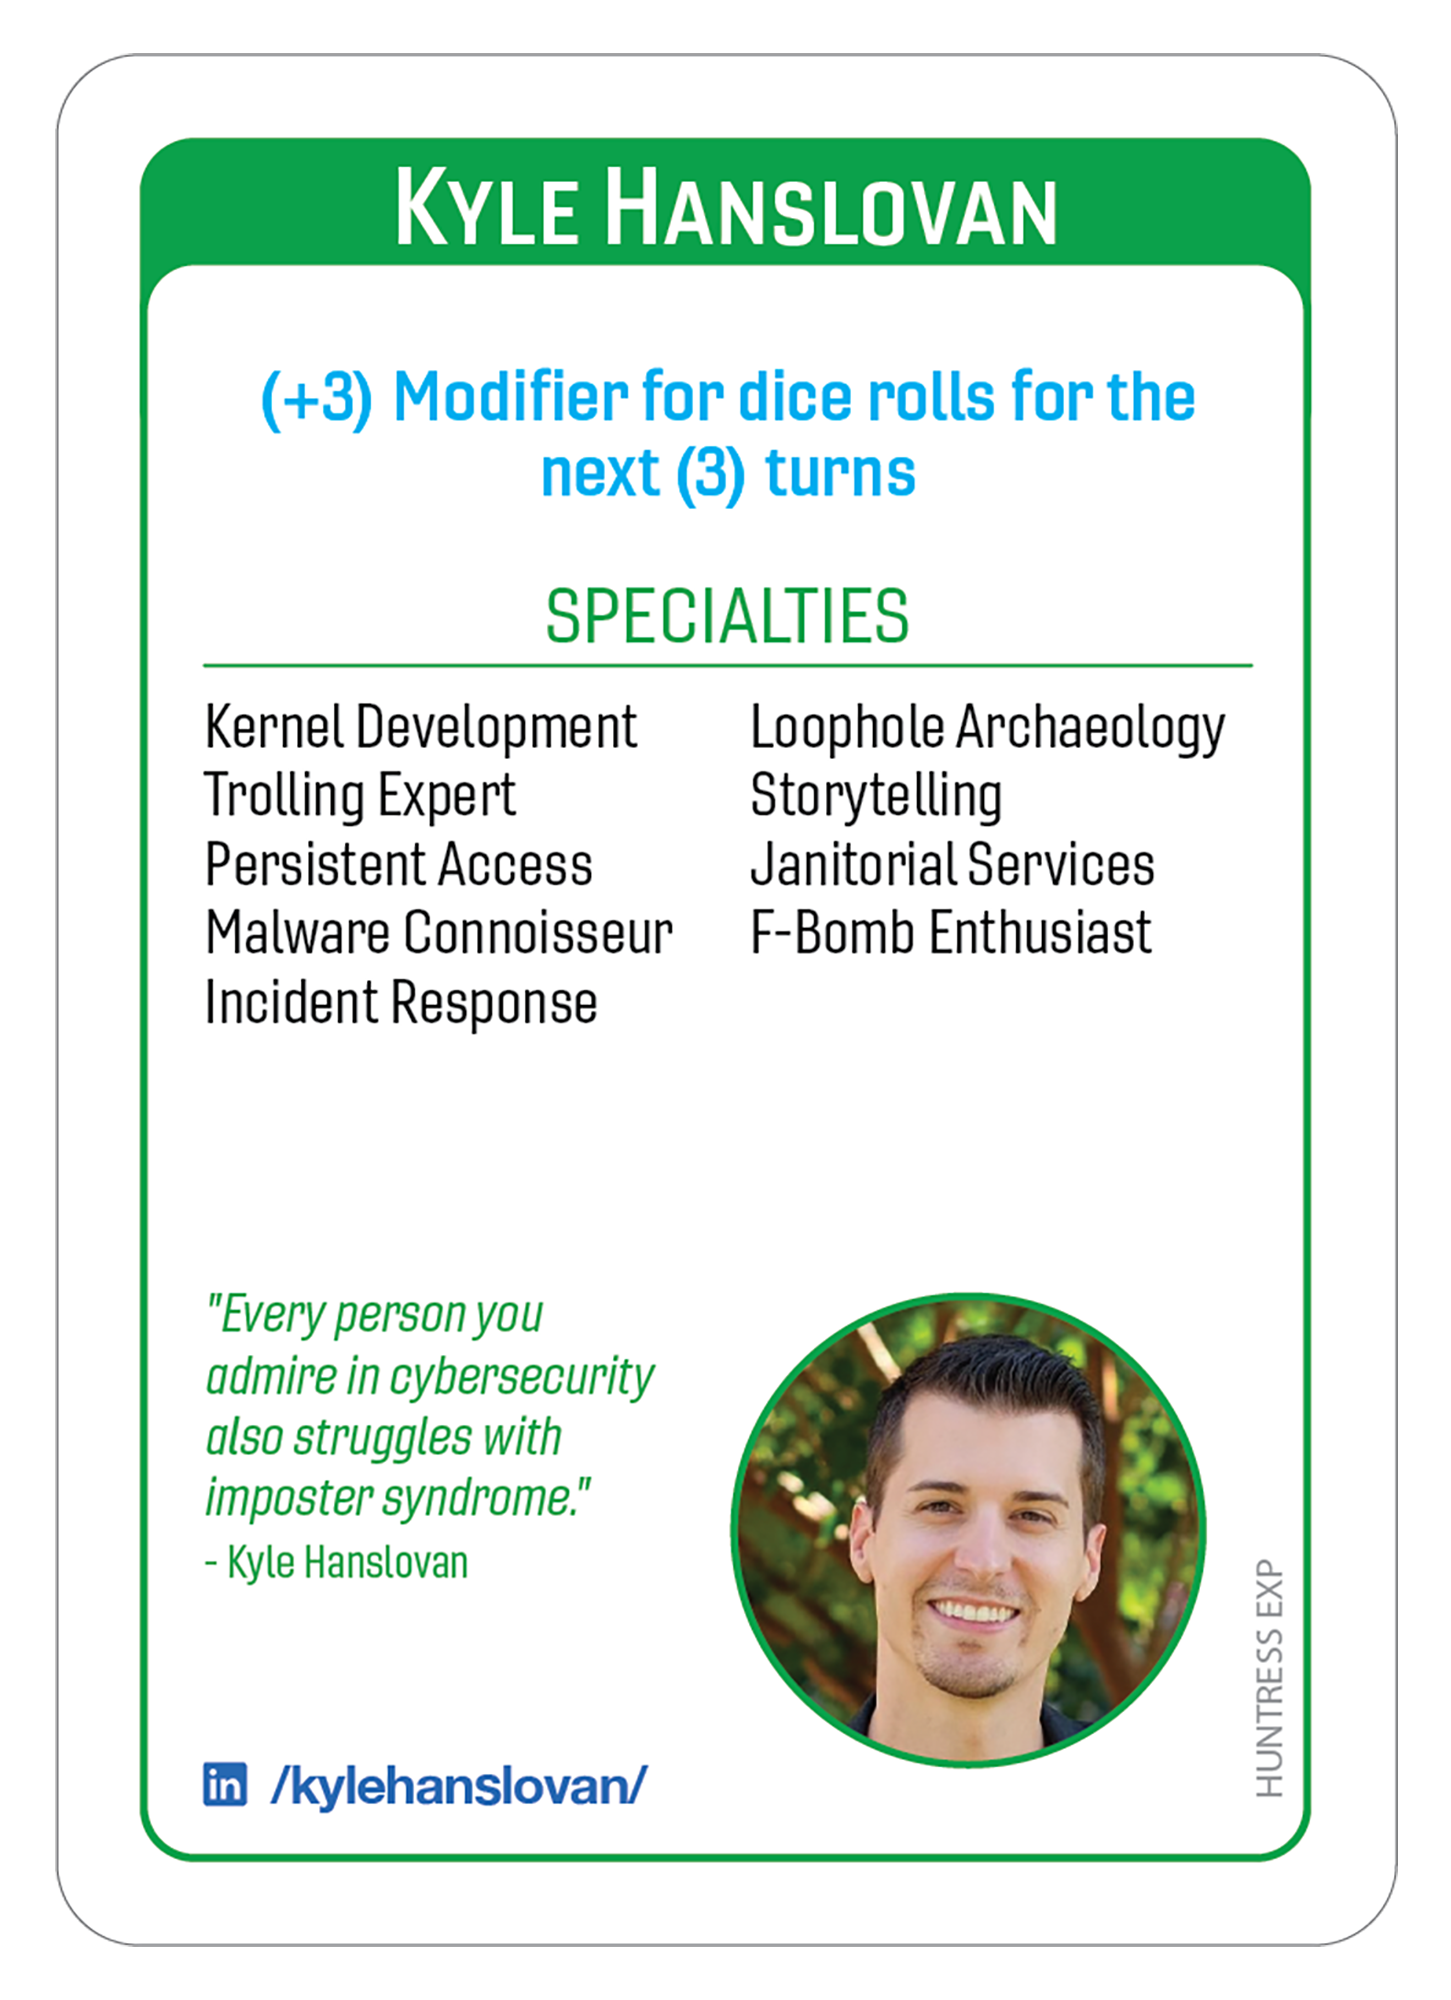 KYLE HANSLOVAN
(+3) Modifier for dice rolls for the
next (3) turns
SPECIALTIES
Kernel Development
Trolling Expert
Persistent Access
Malware Connoisseur
Incident Response
Loophole Archaeology
Storytelling
Janitorial Services
F-Bomb Enthusiast
"Every person you
admire in cybersecurity
also struggles with
imposter syndrome."
- Kyle Hanslovan
in /kylehanslovan/
HUNTRESS EXP